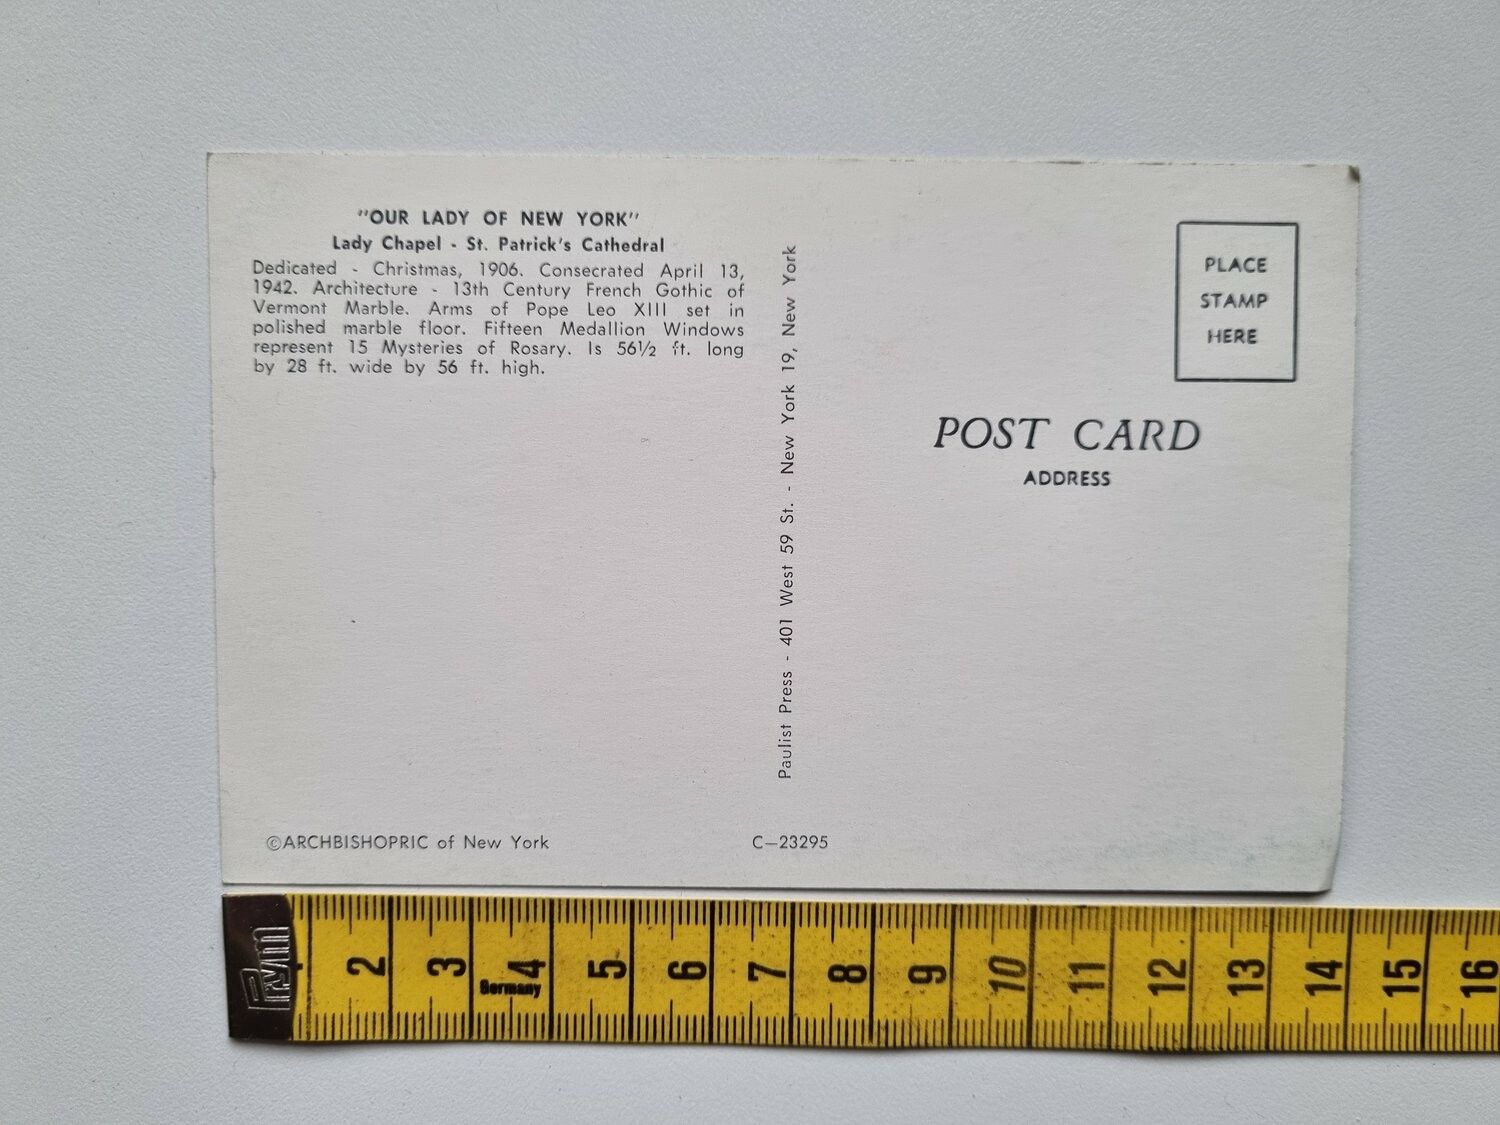 "OUR LADY OF NEW YORK"
Lady Chapel - St. Patrick's Cathedral
Dedicated - Christmas, 1906. Consecrated April 13,
1942. Architecture - 13th Century French Gothic of
Vermont Marble. Arms of Pope Leo XIII set in
polished marble floor. Fifteen Medallion Windows
represent 15 Mysteries of Rosary. Is 56½ ft. long
by 28 ft. wide by 56 ft. high.
©ARCHBISHOPRIC of New York
Paulist Press - 401 West 59 St. - New York 19, New York
C—23295
PLACE
STAMP
HERE
POST CARD
ADDRESS
Prym
2 3 4 5 6 7 8 9 10 11 12 13 14 15 16
Germany